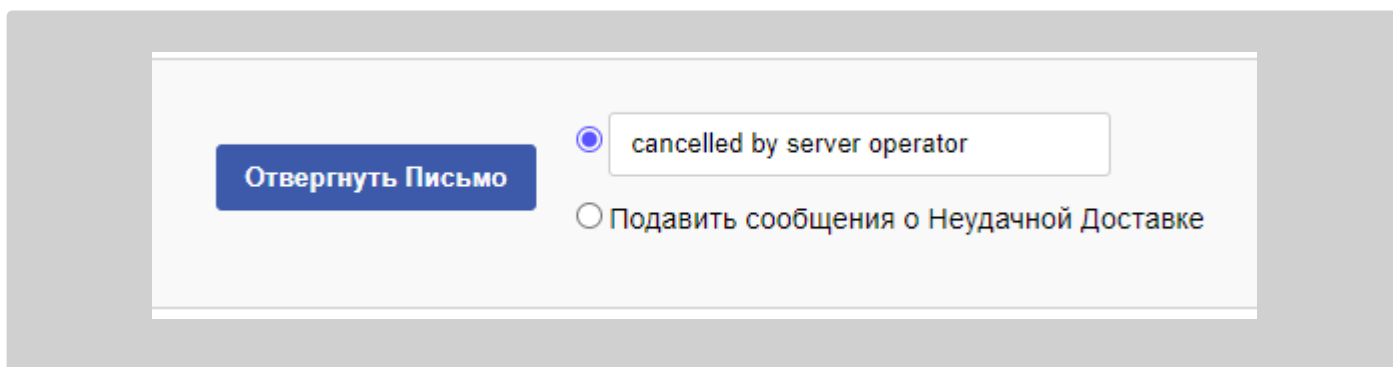 cancelled by server operator
Отвергнуть Письмо
Подавить сообщения о Неудачной Доставке